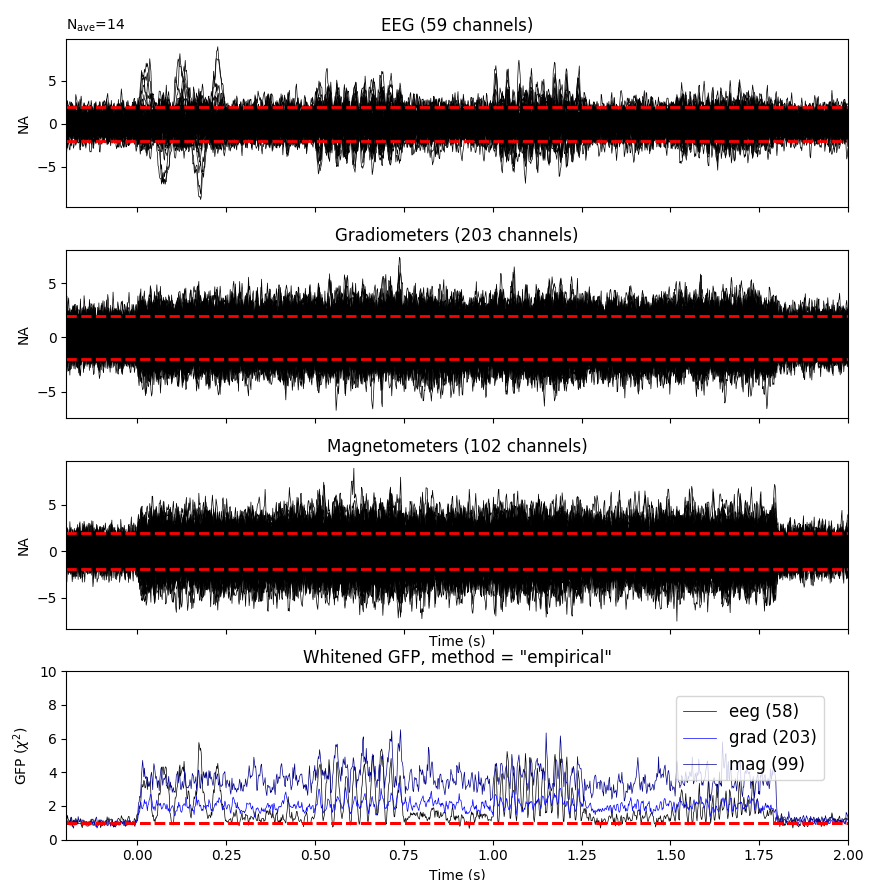 N_ave=14
EEG (59 channels)
5
0
−5
NA
Gradiometers (203 channels)
5
0
−5
NA
Magnetometers (102 channels)
5
0
−5
NA
Time (s)
Whitened GFP, method = "empirical"
10
8
6
4
2
0
GFP (χ²)
eeg (58)
grad (203)
mag (99)
0.00 0.25 0.50 0.75 1.00 1.25 1.50 1.75 2.00
Time (s)